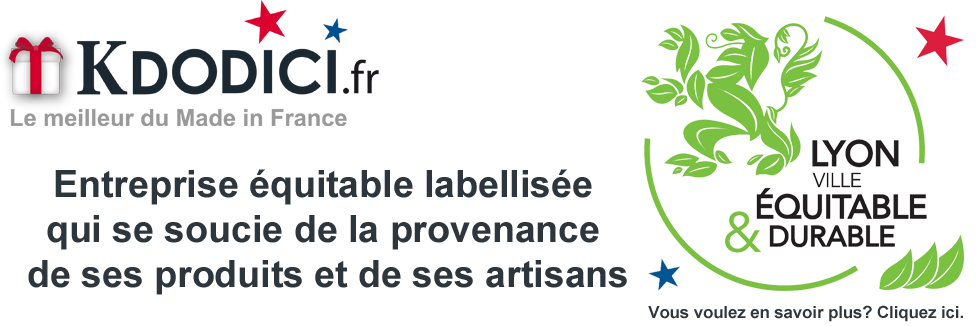 KDODICI.fr
Le meilleur du Made in France
Entreprise équitable labellisée
qui se soucie de la provenance
de ses produits et de ses artisans
LYON
VILLE
ÉQUITABLE
& DURABLE
Vous voulez en savoir plus? Cliquez ici.